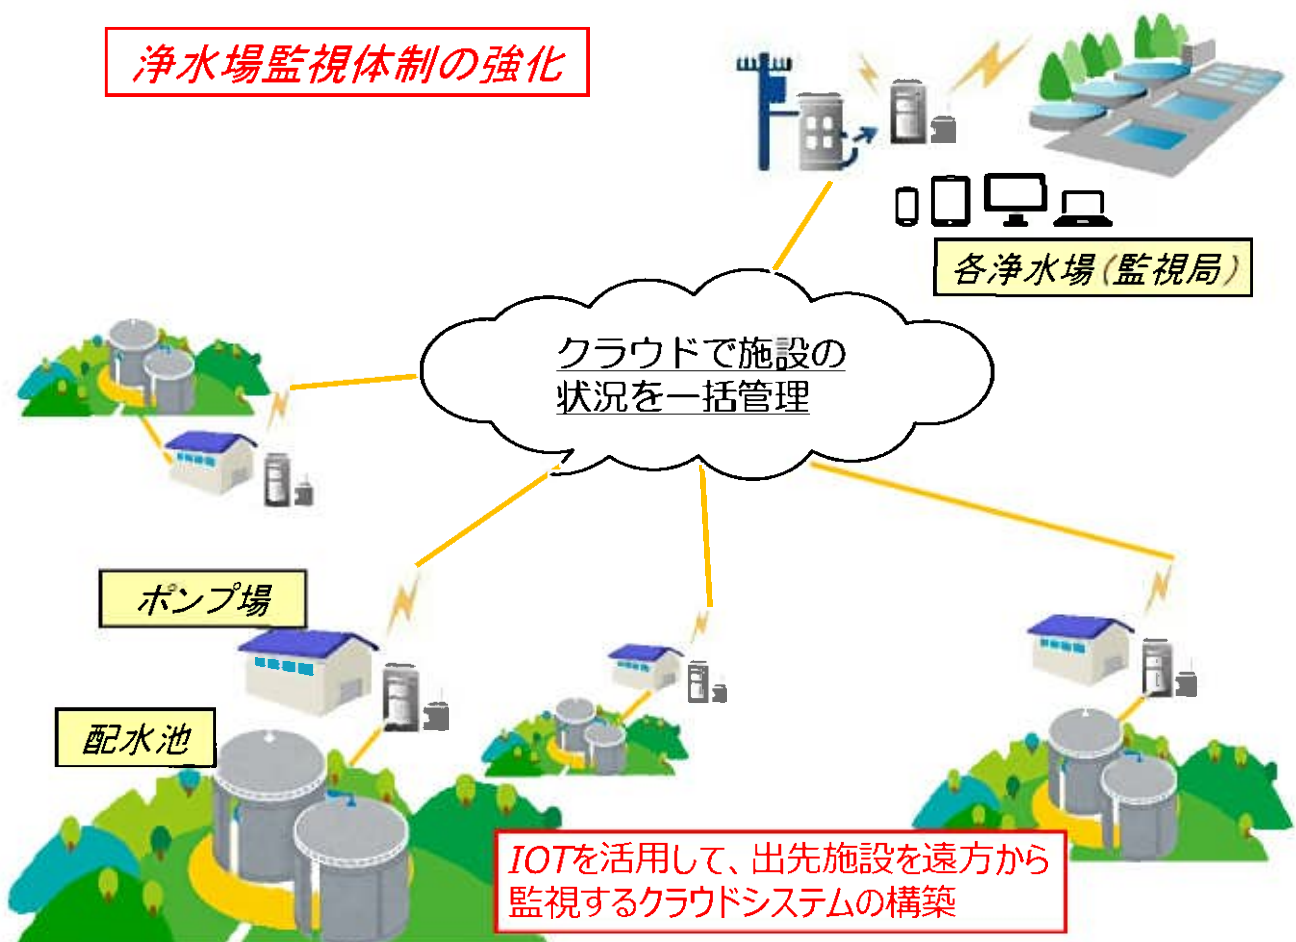 浄水場監視体制の強化
各浄水場(監視局)
クラウドで施設の
状況を一括管理
ポンプ場
配水池
IOTを活用して、出先施設を遠方から
監視するクラウドシステムの構築